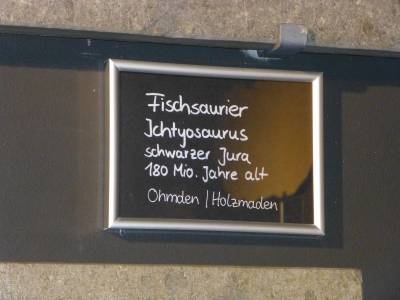 Fischsaurier
Ichtyosaurus
schwarzer Jura
180 Mio. Jahre alt
Ohmden / Holzmaden